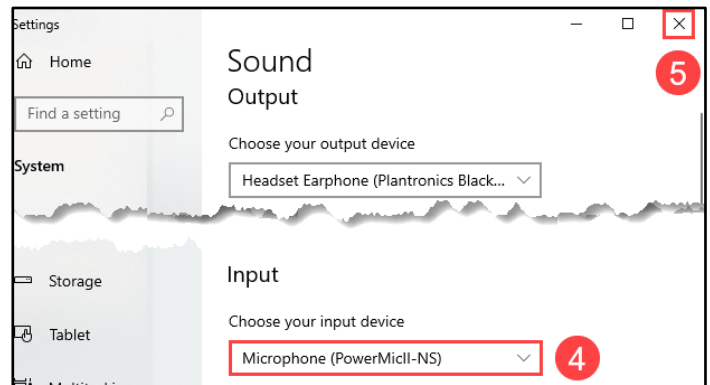 Settings
Home
Find a setting
System
Sound
Output
Choose your output device
Headset Earphone (Plantronics Black...
5
Storage
Tablet
Input
Choose your input device
Microphone (PowerMicII-NS)
4